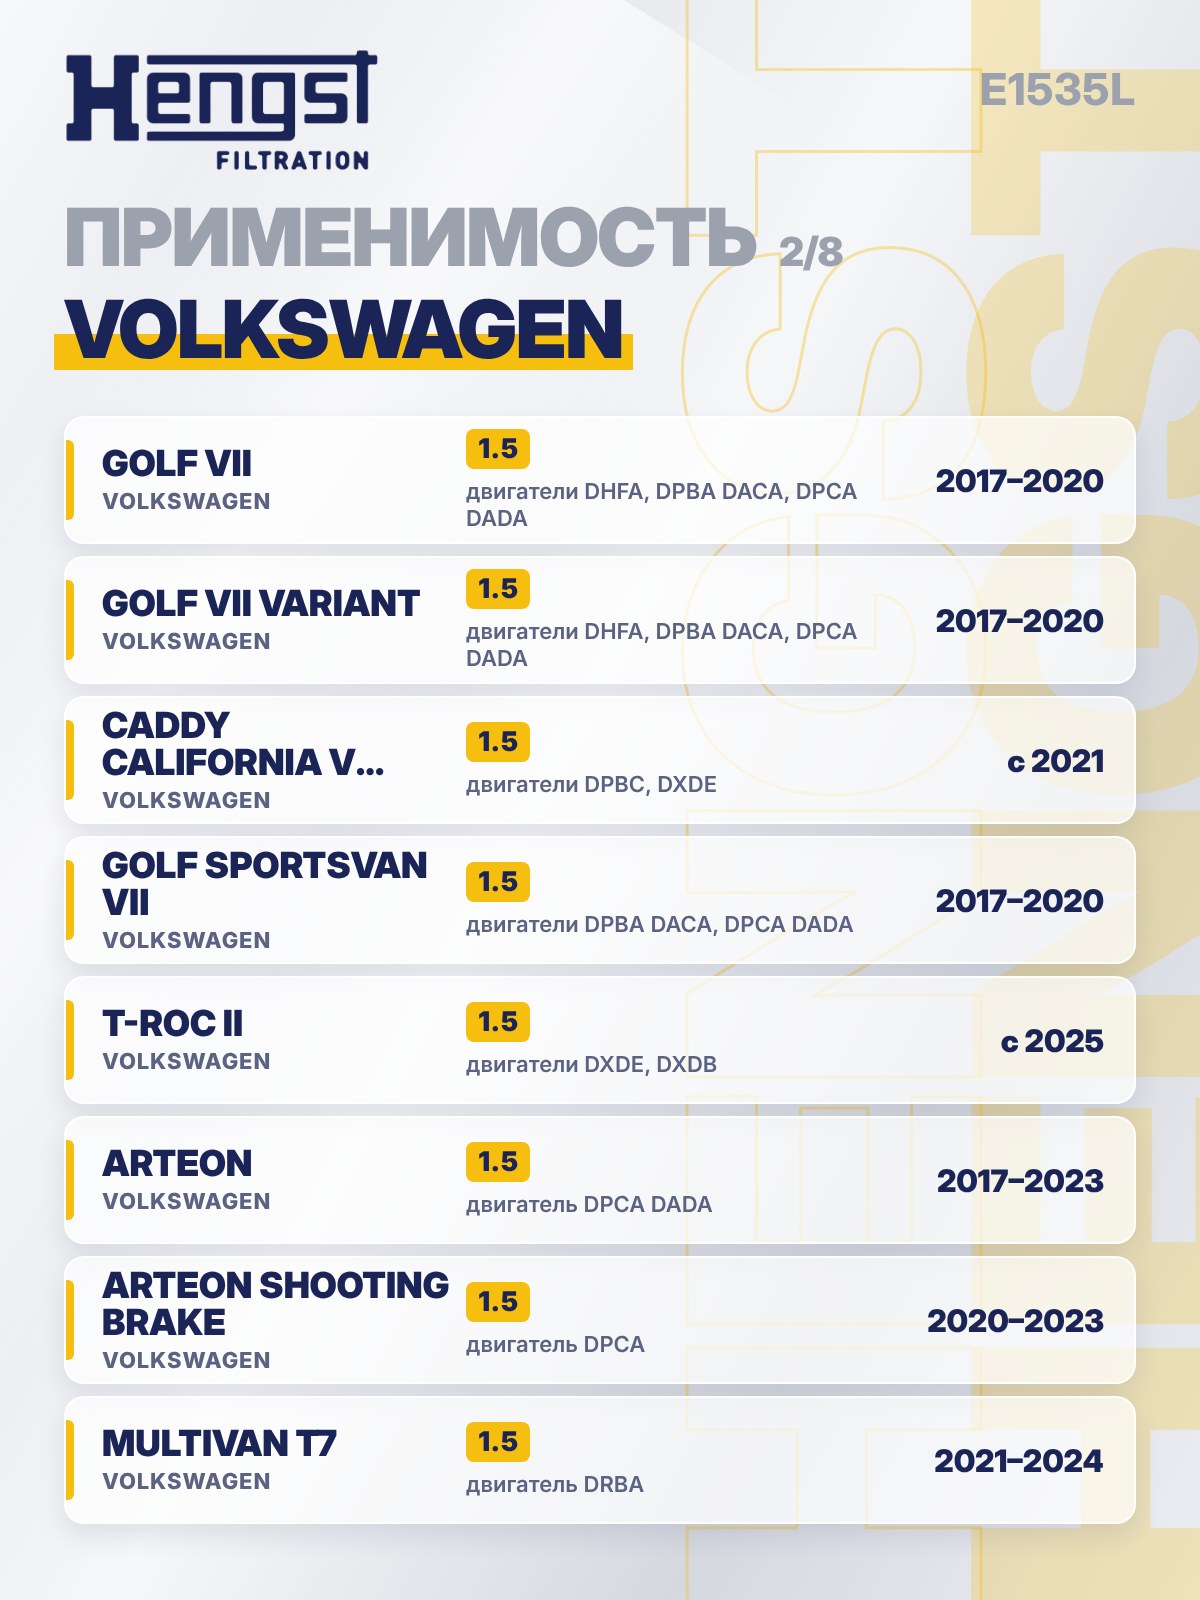 Hengst
FILTRATION
E1535L
ПРИМЕНИМОСТЬ 2/8
VOLKSWAGEN
GOLF VII
VOLKSWAGEN
1.5
двигатели DHFA, DPBA DACA, DPCA
DADA
2017–2020
GOLF VII VARIANT
VOLKSWAGEN
1.5
двигатели DHFA, DPBA DACA, DPCA
DADA
2017–2020
CADDY
CALIFORNIA V...
VOLKSWAGEN
1.5
двигатели DPBC, DXDE
с 2021
GOLF SPORTSVAN
VII
VOLKSWAGEN
1.5
двигатели DPBA DACA, DPCA DADA
2017–2020
T-ROC II
VOLKSWAGEN
1.5
двигатели DXDE, DXDB
с 2025
ARTEON
VOLKSWAGEN
1.5
двигатель DPCA DADA
2017–2023
ARTEON SHOOTING
BRAKE
VOLKSWAGEN
1.5
двигатель DPCA
2020–2023
MULTIVAN T7
VOLKSWAGEN
1.5
двигатель DRBA
2021–2024
HENGST